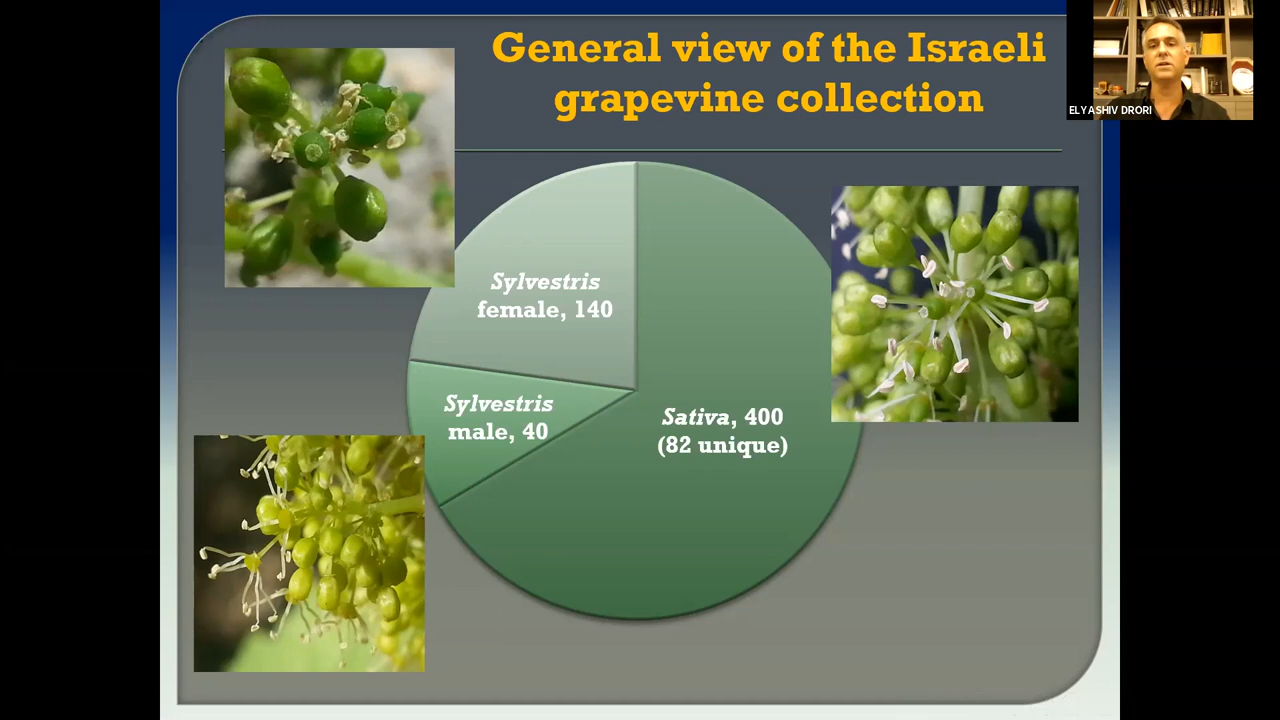 General view of the Israeli
grapevine collection
ELYASHIV DRORI
Sylvestris
female, 140
Sylvestris
male, 40
Sativa, 400
(82 unique)